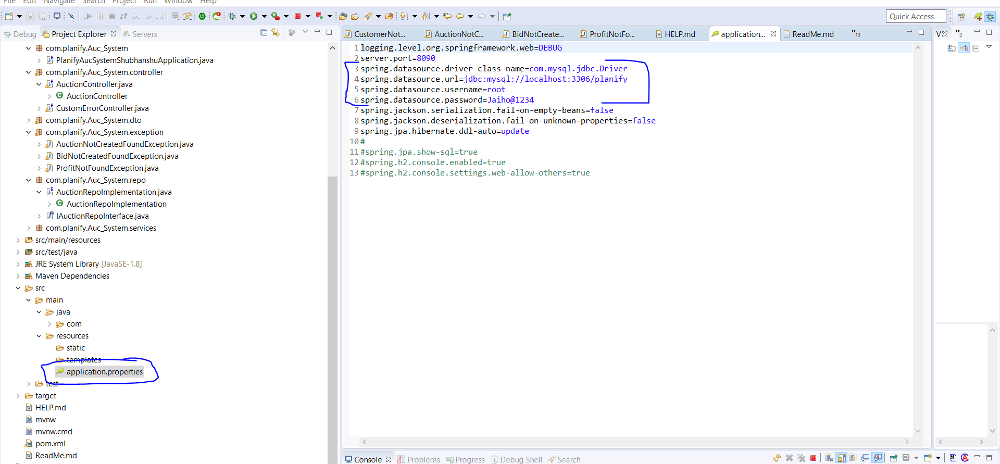 File Edit Navigate Search Project Run Window Help
Quick Access
Debug Project Explorer Servers
com.planify.Auc_System
PlanifyAucSystemShubhanshuApplication.java
com.planify.Auc_System.controller
AuctionController.java
AuctionController
CustomErrorController.java
com.planify.Auc_System.dto
com.planify.Auc_System.exception
AuctionNotCreatedFoundException.java
BidNotCreatedFoundException.java
ProfitNotFoundException.java
com.planify.Auc_System.repo
AuctionRepoImplementation.java
AuctionRepoImplementation
IAuctionRepoInterface.java
com.planify.Auc_System.services
src/main/resources
src/test/java
JRE System Library [JavaSE-1.8]
Maven Dependencies
src
main
java
com
resources
static
templates
application.properties
test
target
HELP.md
mvnw
mvnw.cmd
pom.xml
ReadMe.md
CustomerNot... AuctionNotC... BidNotCreate... ProfitNotFo... HELP.md application... ReadMe.md »13
1 logging.level.org.springframework.web=DEBUG
2 server.port=8090
3 spring.datasource.driver-class-name=com.mysql.jdbc.Driver
4 spring.datasource.url=jdbc:mysql://localhost:3306/planify
5 spring.datasource.username=root
6 spring.datasource.password=Jaiho@1234
7 spring.jackson.serialization.fail-on-empty-beans=false
8 spring.jackson.deserialization.fail-on-unknown-properties=false
9 spring.jpa.hibernate.ddl-auto=update
10 #
11 #spring.jpa.show-sql=true
12 #spring.h2.console.enabled=true
13 #spring.h2.console.settings.web-allow-others=true
V »2
Console Problems Progress Debug Shell Search